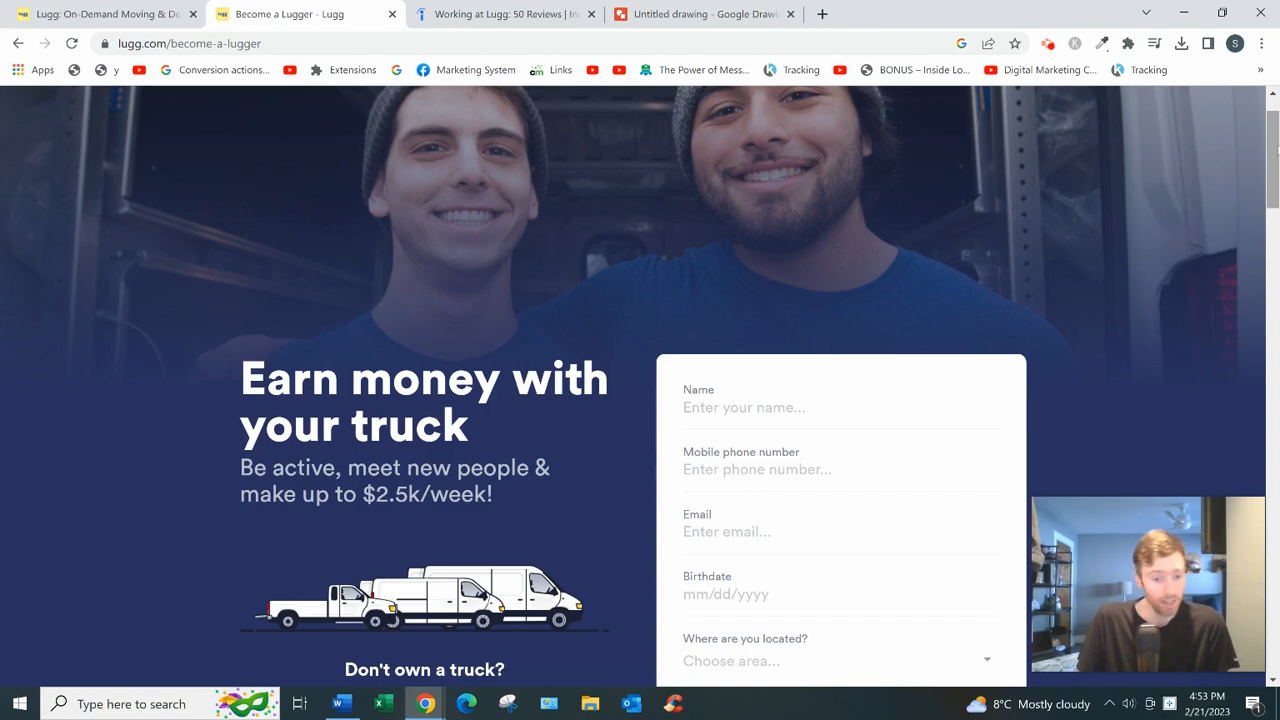 Lugg: On-Demand Moving & De
Become a Lugger - Lugg
Working at Lugg: 50 Reviews | In
Untitled drawing - Google Drawi
lugg.com/become-a-lugger
S
Apps
y
Conversion actions...
Extensions
Marketing System
Links
The Power of Mess...
Tracking
BONUS – Inside Lo...
Digital Marketing C...
Tracking
»
Earn money with
your truck
Be active, meet new people &
make up to $2.5k/week!
Don't own a truck?
Name
Enter your name...
Mobile phone number
Enter phone number...
Email
Enter email...
Birthdate
mm/dd/yyyy
Where are you located?
Choose area...
Type here to search
8°C Mostly cloudy
4:53 PM
2/21/2023